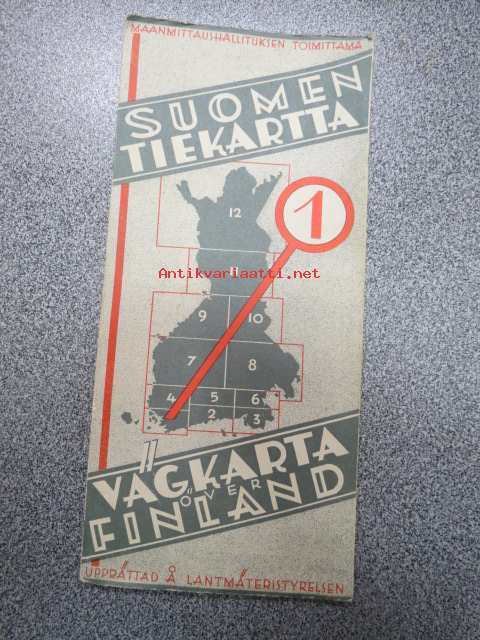 MAANMITTAUSHALLITUKSEN TOIMITTAMA
SUOMEN
TIEKARTTA
12
1
Antikvariaatti.net
9
10
7
8
4
5
6
2
3
VÄGKARTA
ÖVER
FINLAND
UPPRÄTTAD Å LANTMÄTERISTYRELSEN